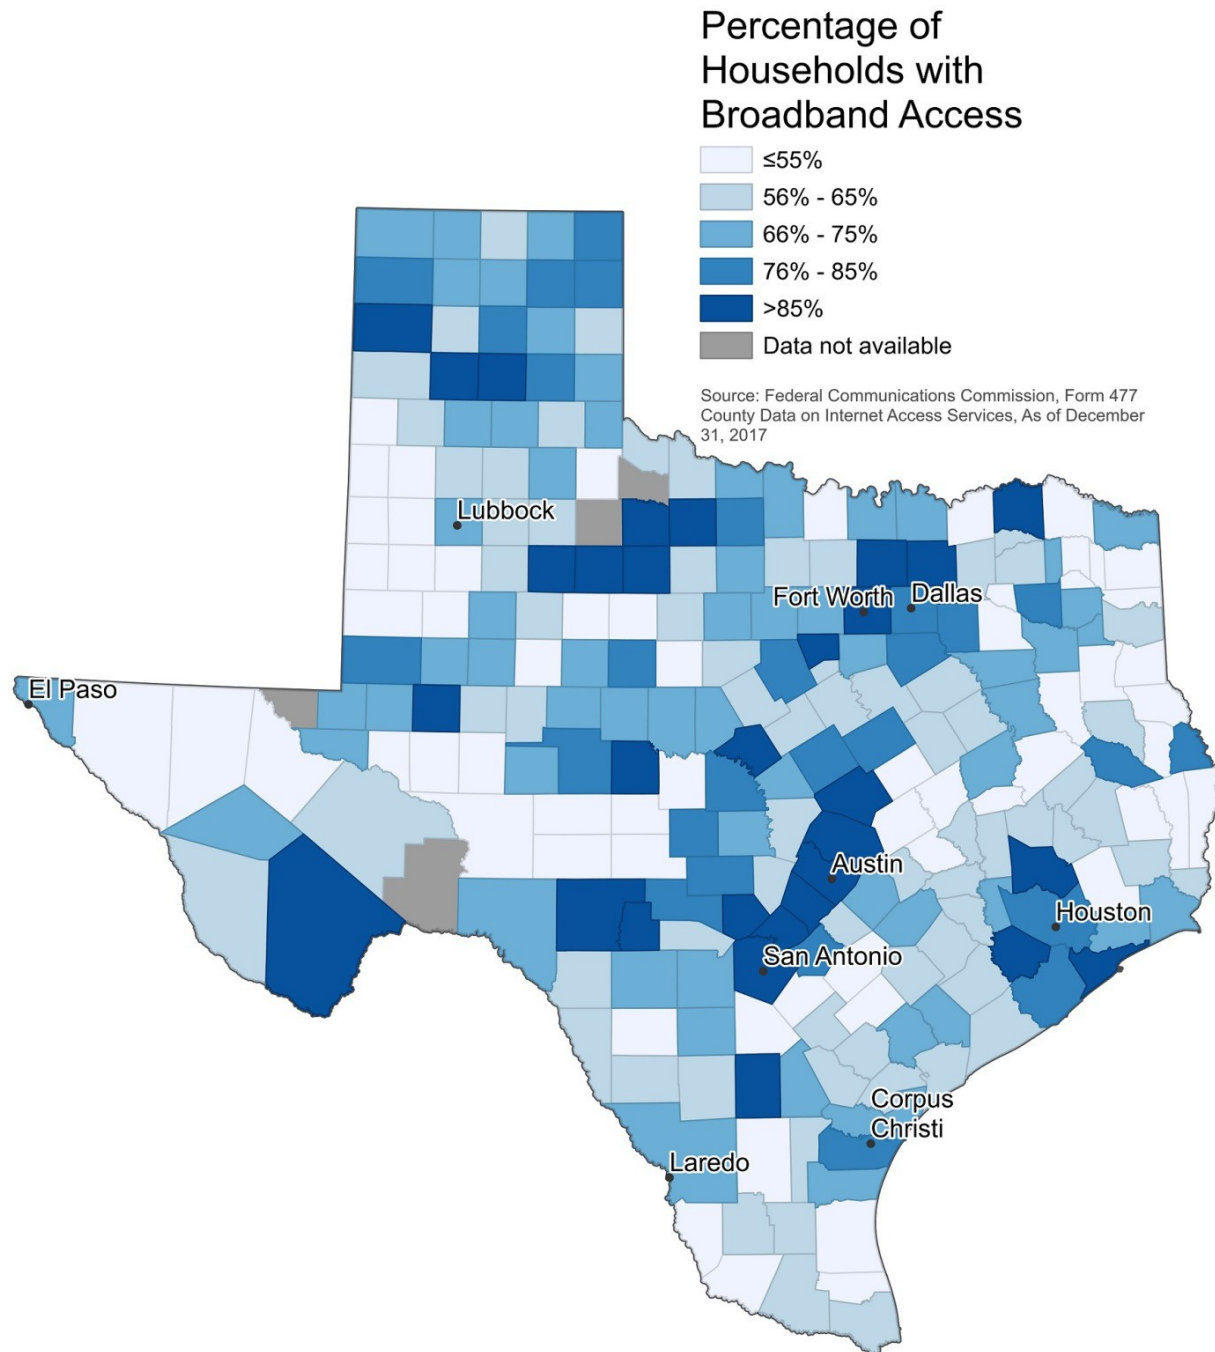 Percentage of
Households with
Broadband Access
≤55%
56% - 65%
66% - 75%
76% - 85%
>85%
Data not available
Source: Federal Communications Commission, Form 477
County Data on Internet Access Services, As of December
31, 2017
Lubbock
Fort Worth
Dallas
El Paso
Austin
Houston
San Antonio
Corpus
Christi
Laredo